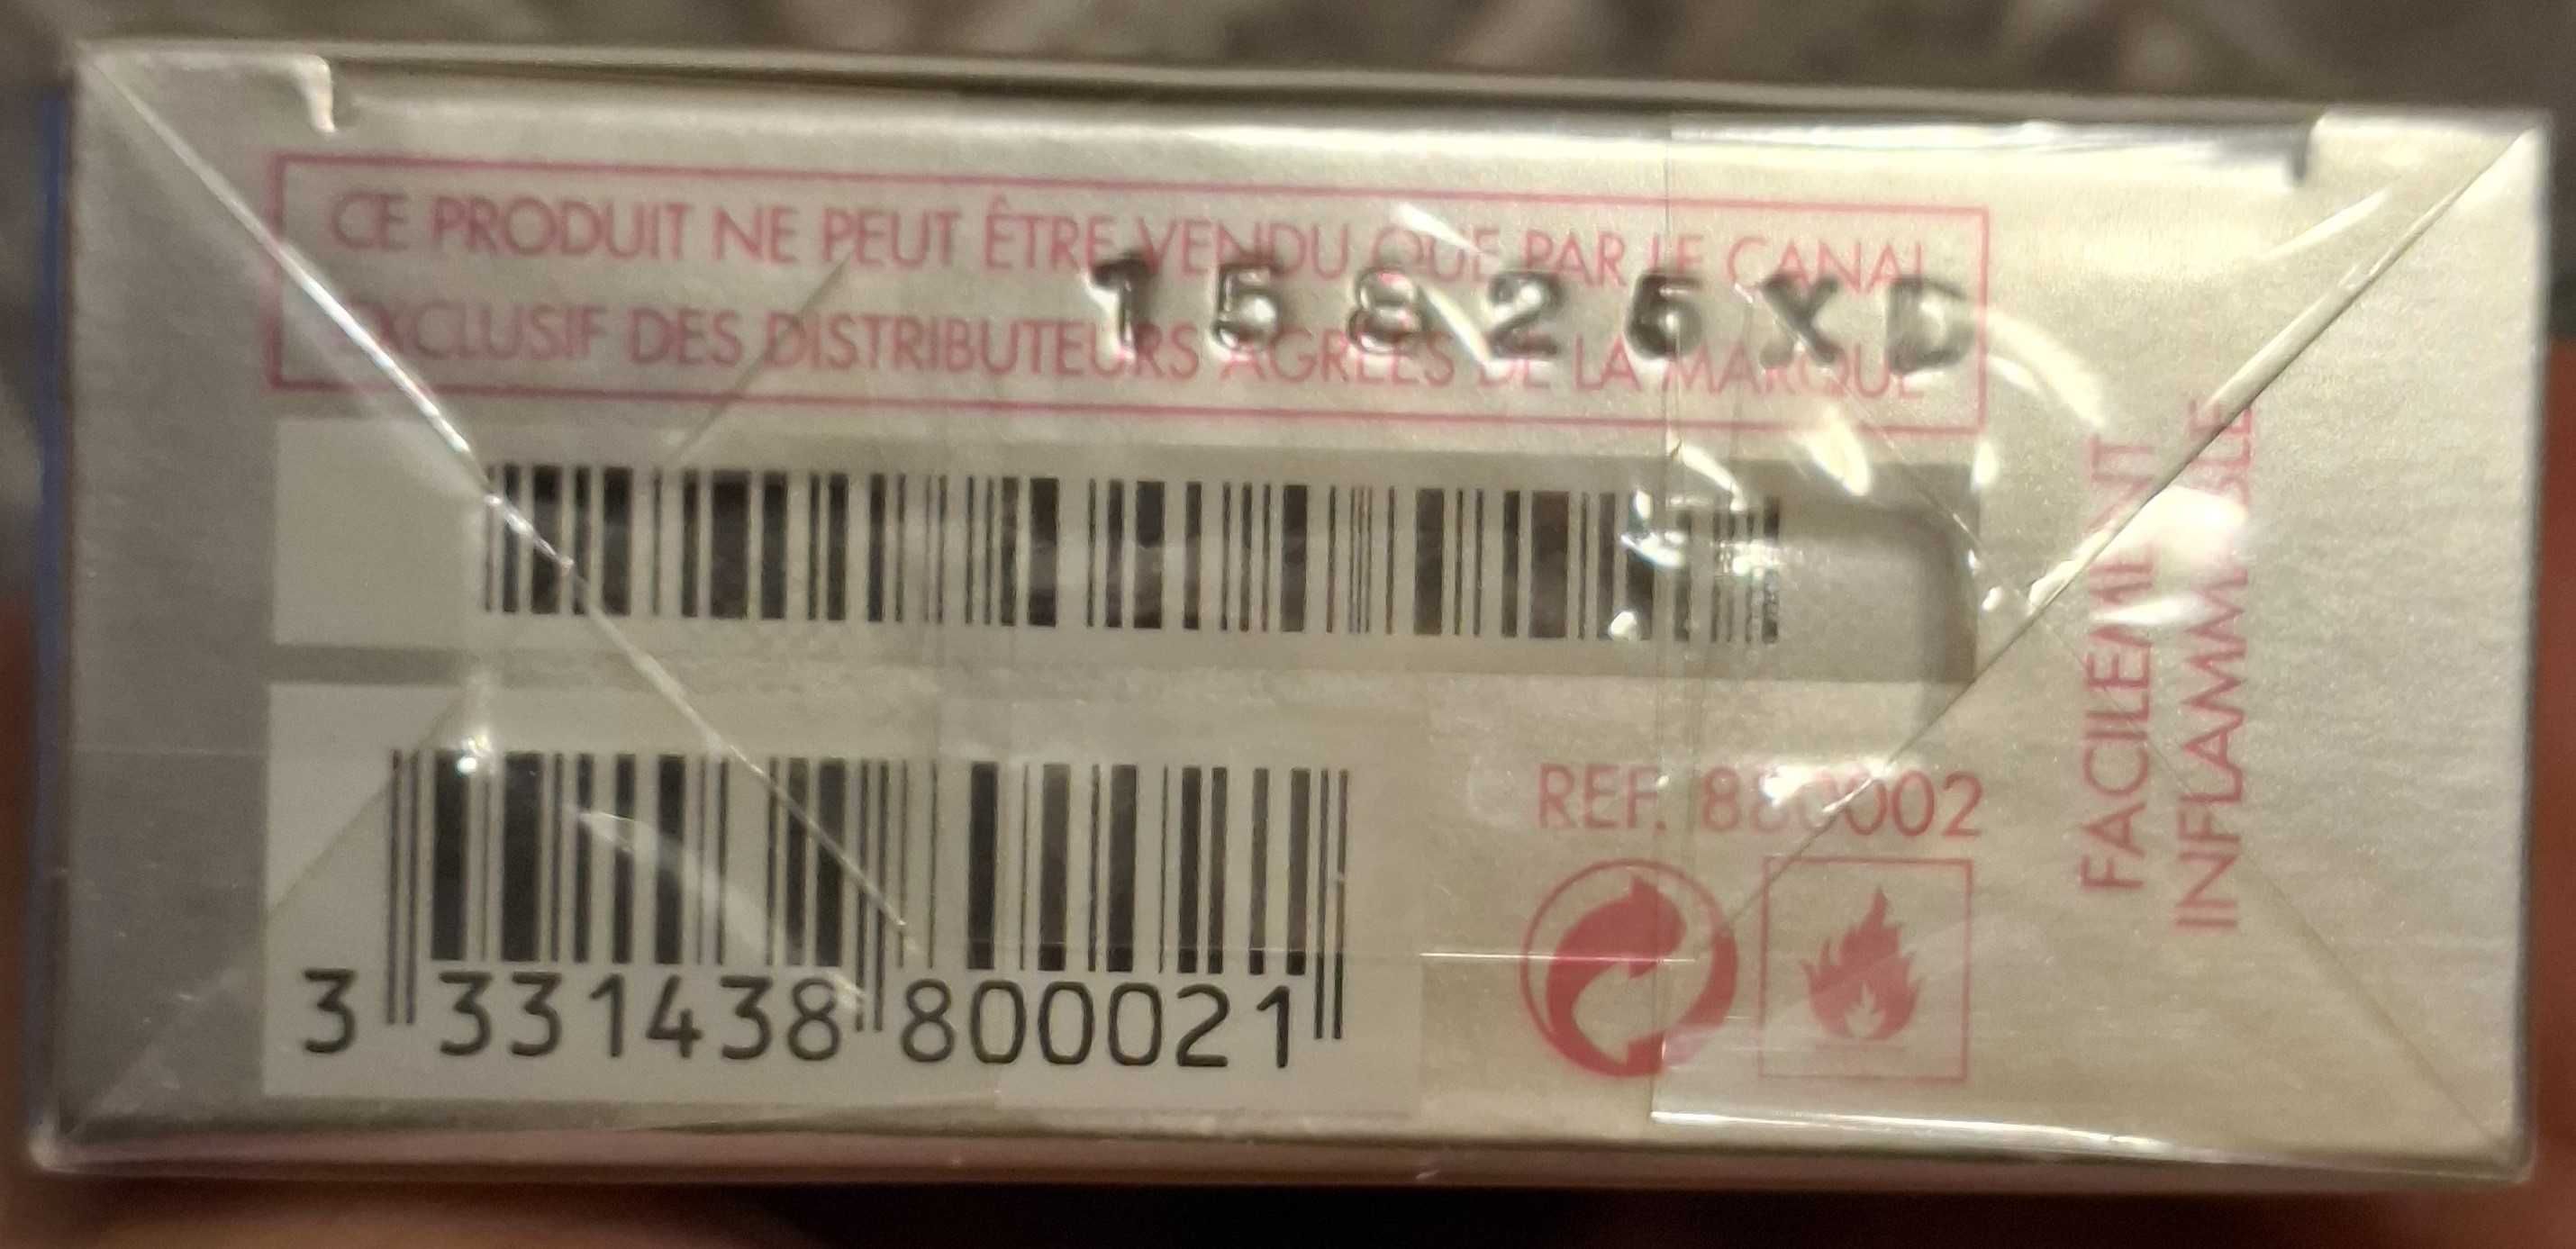 CE PRODUIT NE PEUT ÊTRE VENDU QUE PAR LE CANAL
EXCLUSIF DES DISTRIBUTEURS AGRÉÉS DE LA MARQUE
15826XD
3 331438 800021
REF. 880002
FACILEMENT
INFLAMMABLE